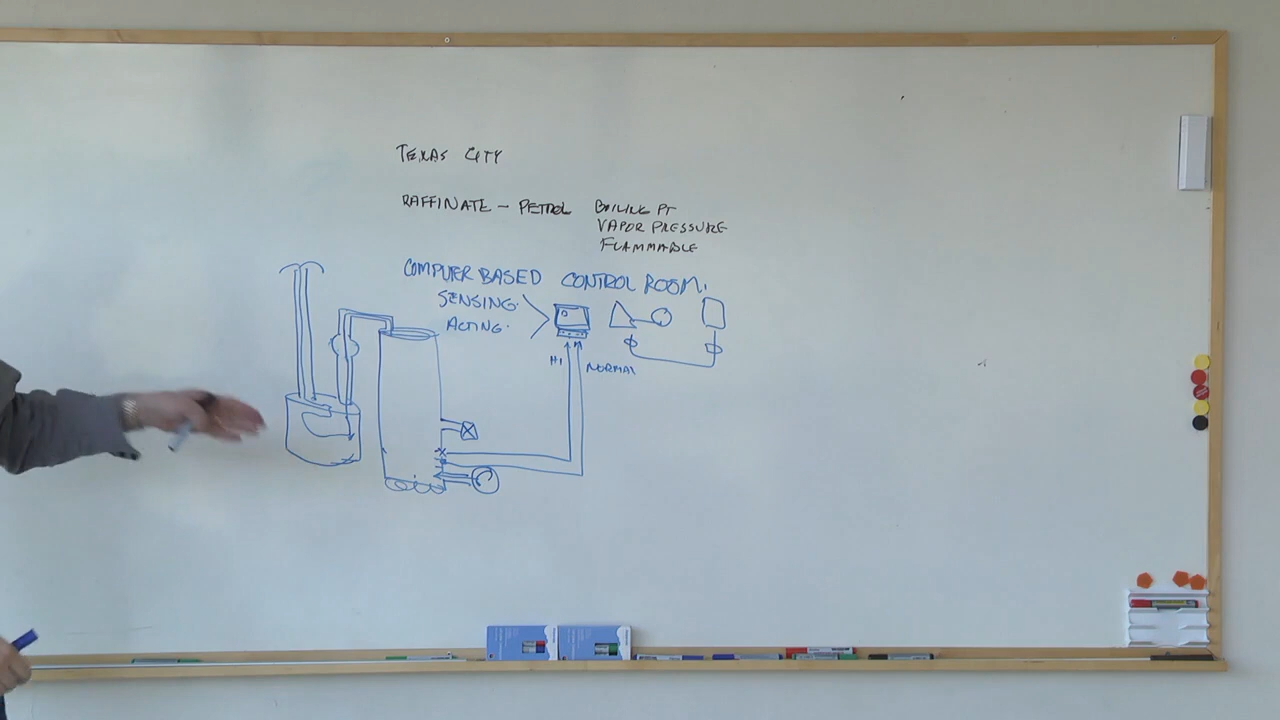 TEXAS CITY
RAFFINATE – PETROL BOILING PT
VAPOR PRESSURE
FLAMMABLE
COMPUTER BASED CONTROL ROOM.
SENSING.
ACTING.
HI
NORMAL